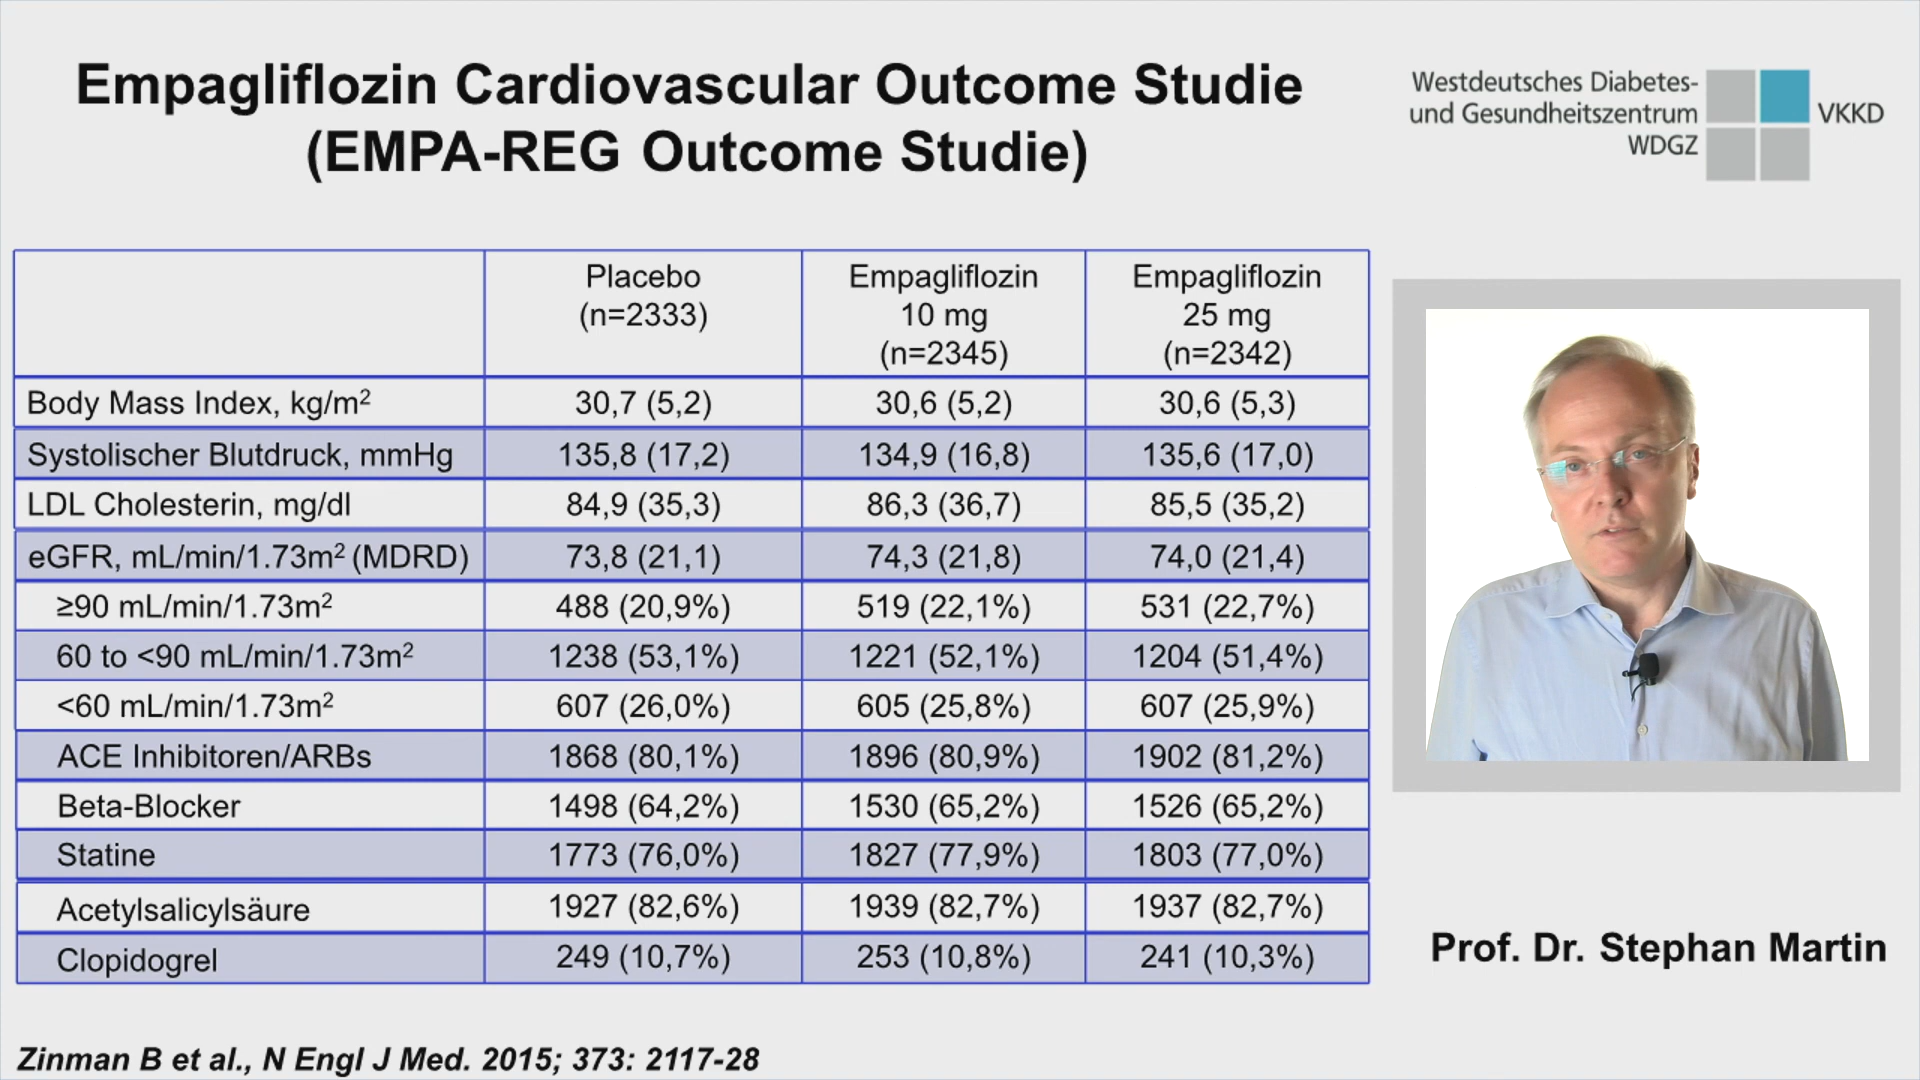 Empagliflozin Cardiovascular Outcome Studie
(EMPA-REG Outcome Studie)
Westdeutsches Diabetes-
und Gesundheitszentrum
WDGZ
VKKD
Placebo
(n=2333)
Empagliflozin
10 mg
(n=2345)
Empagliflozin
25 mg
(n=2342)
Body Mass Index, kg/m² 30,7 (5,2) 30,6 (5,2) 30,6 (5,3)
Systolischer Blutdruck, mmHg 135,8 (17,2) 134,9 (16,8) 135,6 (17,0)
LDL Cholesterin, mg/dl 84,9 (35,3) 86,3 (36,7) 85,5 (35,2)
eGFR, mL/min/1.73m² (MDRD) 73,8 (21,1) 74,3 (21,8) 74,0 (21,4)
≥90 mL/min/1.73m² 488 (20,9%) 519 (22,1%) 531 (22,7%)
60 to <90 mL/min/1.73m² 1238 (53,1%) 1221 (52,1%) 1204 (51,4%)
<60 mL/min/1.73m² 607 (26,0%) 605 (25,8%) 607 (25,9%)
ACE Inhibitoren/ARBs 1868 (80,1%) 1896 (80,9%) 1902 (81,2%)
Beta-Blocker 1498 (64,2%) 1530 (65,2%) 1526 (65,2%)
Statine 1773 (76,0%) 1827 (77,9%) 1803 (77,0%)
Acetylsalicylsäure 1927 (82,6%) 1939 (82,7%) 1937 (82,7%)
Clopidogrel 249 (10,7%) 253 (10,8%) 241 (10,3%)
Prof. Dr. Stephan Martin
Zinman B et al., N Engl J Med. 2015; 373: 2117-28